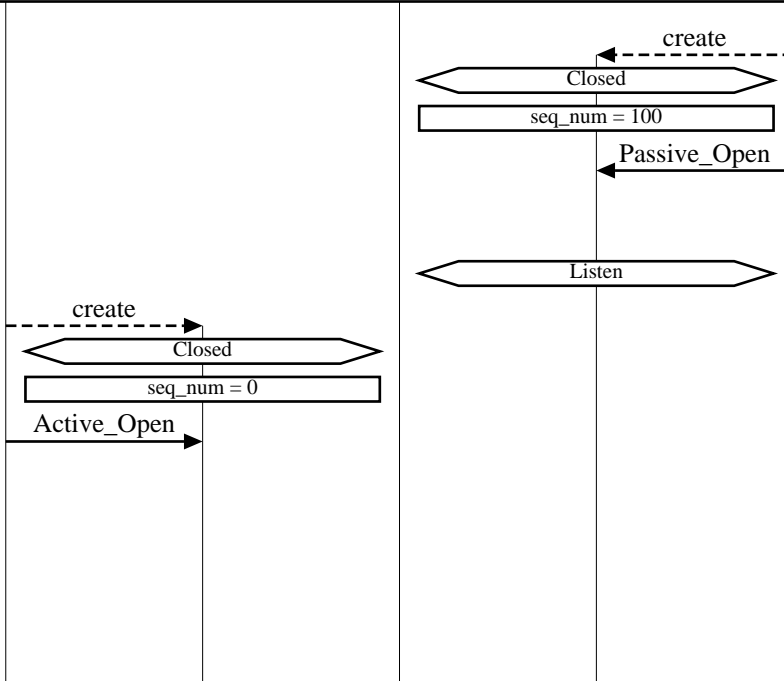 create
Closed
seq_num = 100
Passive_Open
Listen
create
Closed
seq_num = 0
Active_Open